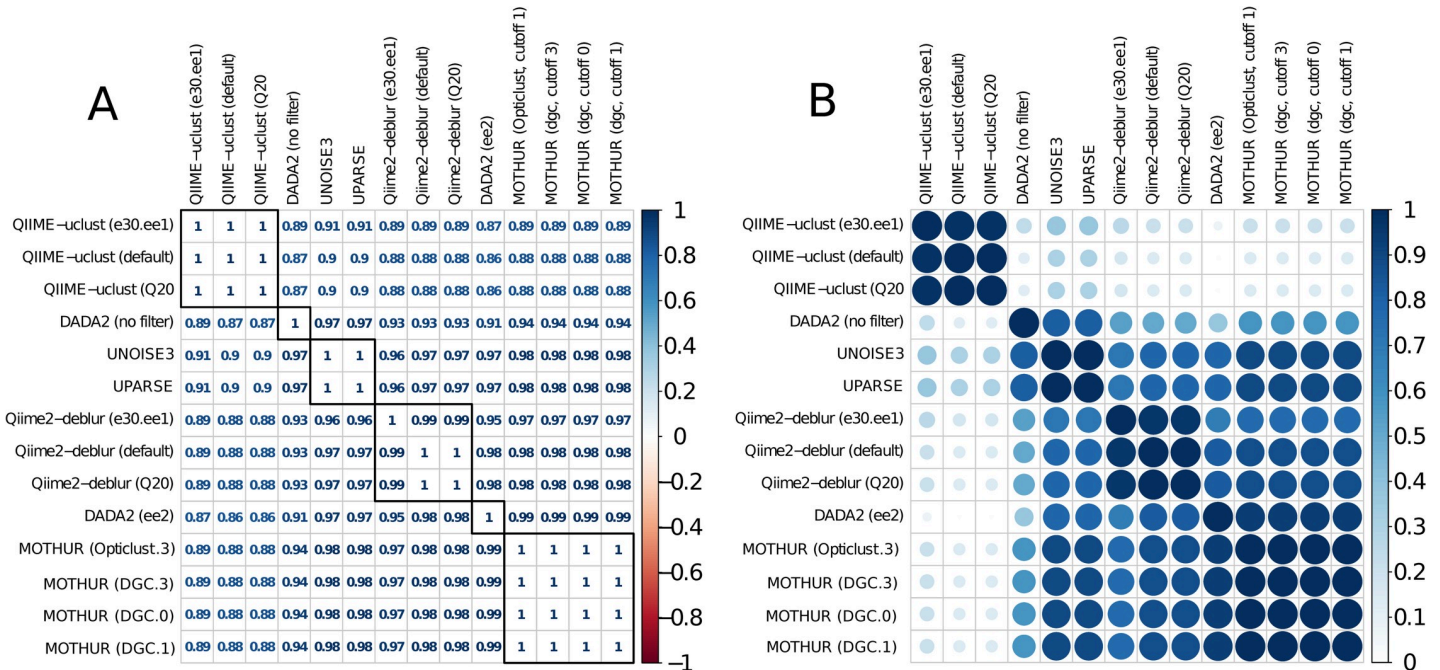 A
QIIME−uclust (e30.ee1)
QIIME−uclust (default)
QIIME−uclust (Q20
DADA2 (no filter)
UNOISE3
UPARSE
Qiime2−deblur (e30.ee1)
Qiime2−deblur (default)
Qiime2−deblur (Q20)
DADA2 (ee2)
MOTHUR (Opticlust, cutoff 1)
MOTHUR (dgc, cutoff 3)
MOTHUR (dgc, cutoff 0)
MOTHUR (dgc, cutoff 1)
QIIME−uclust (e30.ee1) 1 1 1 0.89 0.91 0.91 0.89 0.89 0.89 0.87 0.89 0.89 0.89 0.89
QIIME−uclust (default) 1 1 1 0.87 0.9 0.9 0.88 0.88 0.88 0.86 0.88 0.88 0.88 0.88
QIIME−uclust (Q20 1 1 1 0.87 0.9 0.9 0.88 0.88 0.88 0.86 0.88 0.88 0.88 0.88
DADA2 (no filter) 0.89 0.87 0.87 1 0.97 0.97 0.93 0.93 0.93 0.91 0.94 0.94 0.94 0.94
UNOISE3 0.91 0.9 0.9 0.97 1 1 0.96 0.97 0.97 0.97 0.98 0.98 0.98 0.98
UPARSE 0.91 0.9 0.9 0.97 1 1 0.96 0.97 0.97 0.97 0.98 0.98 0.98 0.98
Qiime2−deblur (e30.ee1) 0.89 0.88 0.88 0.93 0.96 0.96 1 0.99 0.99 0.95 0.97 0.97 0.97 0.97
Qiime2−deblur (default) 0.89 0.88 0.88 0.93 0.97 0.97 0.99 1 1 0.98 0.98 0.98 0.98 0.98
Qiime2−deblur (Q20) 0.89 0.88 0.88 0.93 0.97 0.97 0.99 1 1 0.98 0.98 0.98 0.98 0.98
DADA2 (ee2) 0.87 0.86 0.86 0.91 0.97 0.97 0.95 0.98 0.98 1 0.99 0.99 0.99 0.99
MOTHUR (Opticlust.3) 0.89 0.88 0.88 0.94 0.98 0.98 0.97 0.98 0.98 0.99 1 1 1 1
MOTHUR (DGC.3) 0.89 0.88 0.88 0.94 0.98 0.98 0.97 0.98 0.98 0.99 1 1 1 1
MOTHUR (DGC.0) 0.89 0.88 0.88 0.94 0.98 0.98 0.97 0.98 0.98 0.99 1 1 1 1
MOTHUR (DGC.1) 0.89 0.88 0.88 0.94 0.98 0.98 0.97 0.98 0.98 0.99 1 1 1 1
1
0.8
0.6
0.4
0.2
0
−0.2
−0.4
−0.6
−0.8
−1
B
QIIME−uclust (e30.ee1)
QIIME−uclust (default)
QIIME−uclust (Q20
DADA2 (no filter)
UNOISE3
UPARSE
Qiime2−deblur (e30.ee1)
Qiime2−deblur (default)
Qiime2−deblur (Q20)
DADA2 (ee2)
MOTHUR (Opticlust, cutoff 1)
MOTHUR (dgc, cutoff 3)
MOTHUR (dgc, cutoff 0)
MOTHUR (dgc, cutoff 1)
QIIME−uclust (e30.ee1)
QIIME−uclust (default)
QIIME−uclust (Q20
DADA2 (no filter)
UNOISE3
UPARSE
Qiime2−deblur (e30.ee1)
Qiime2−deblur (default)
Qiime2−deblur (Q20)
DADA2 (ee2)
MOTHUR (Opticlust.3)
MOTHUR (DGC.3)
MOTHUR (DGC.0)
MOTHUR (DGC.1)
1
0.9
0.8
0.7
0.6
0.5
0.4
0.3
0.2
0.1
0